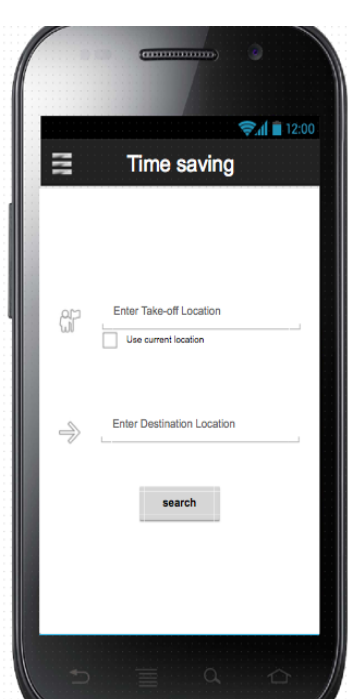 12:00
Time saving
Enter Take-off Location
Use current location
Enter Destination Location
search